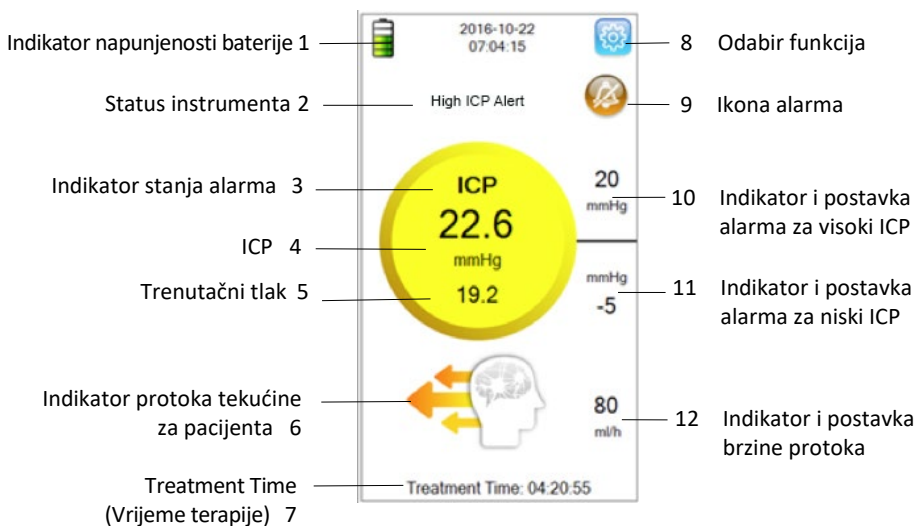 Indikator napunjenosti baterije 1
Status instrumenta 2
Indikator stanja alarma 3
ICP 4
Trenutačni tlak 5
Indikator protoka tekućine
za pacijenta 6
Treatment Time
(Vrijeme terapije) 7
2016-10-22
07:04:15
High ICP Alert
ICP
22.6
mmHg
19.2
20
mmHg
mmHg
-5
80
ml/h
Treatment Time: 04:20:55
8 Odabir funkcija
9 Ikona alarma
10 Indikator i postavka
alarma za visoki ICP
11 Indikator i postavka
alarma za niski ICP
12 Indikator i postavka
brzine protoka